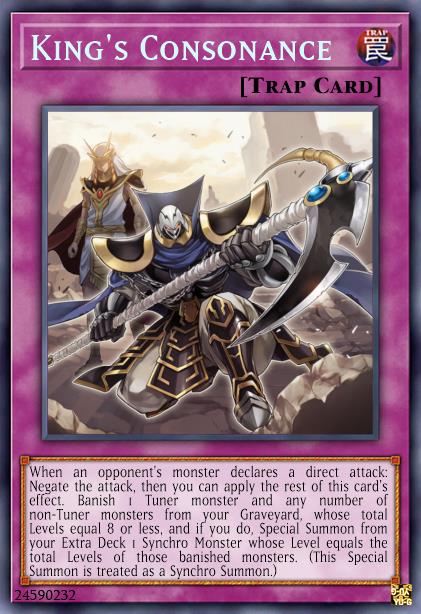 King's Consonance
TRAP
罠
[Trap Card]
When an opponent's monster declares a direct attack:
Negate the attack, then you can apply the rest of this card's
effect. Banish 1 Tuner monster and any number of
non-Tuner monsters from your Graveyard, whose total
Levels equal 8 or less, and if you do, Special Summon from
your Extra Deck 1 Synchro Monster whose Level equals the
total Levels of those banished monsters. (This Special
Summon is treated as a Synchro Summon.)
24590232